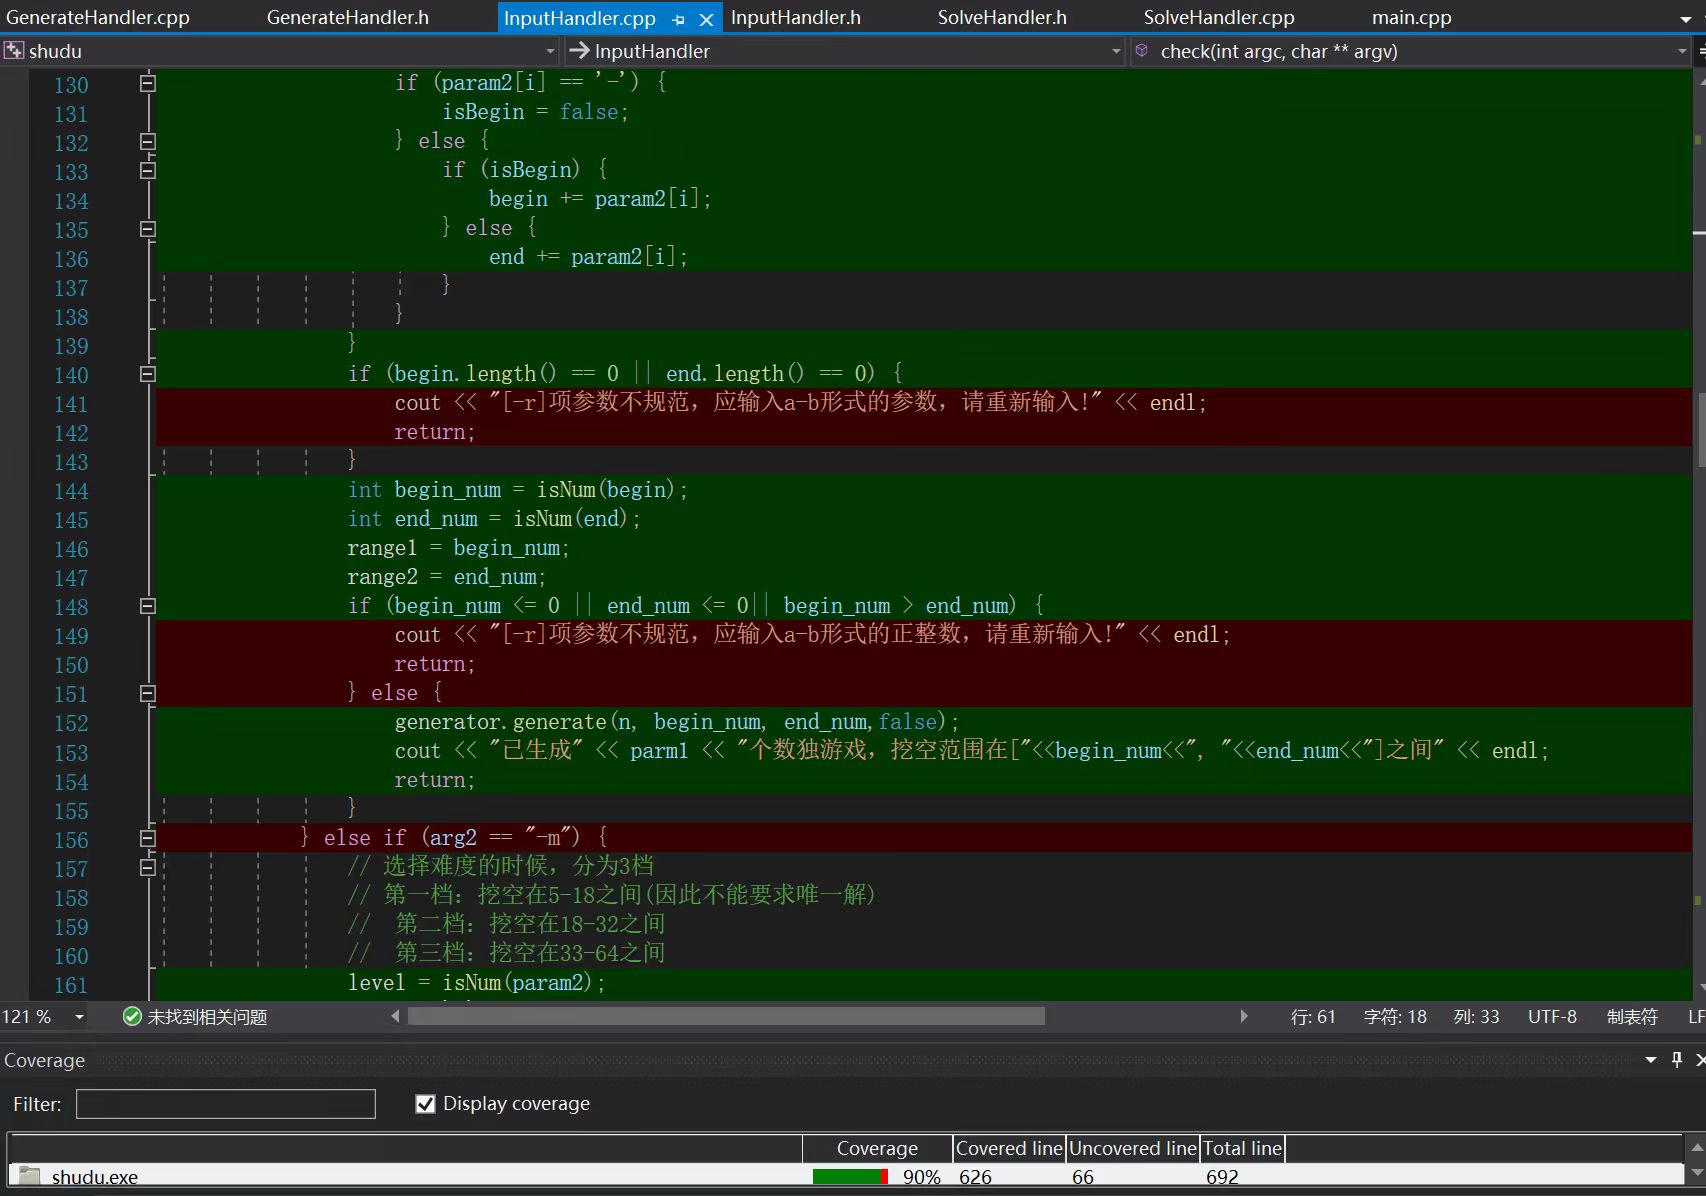 GenerateHandler.cpp GenerateHandler.h InputHandler.cpp InputHandler.h SolveHandler.h SolveHandler.cpp main.cpp
shudu InputHandler check(int argc, char ** argv)
130 if (param2[i] == '-') {
131 isBegin = false;
132 } else {
133 if (isBegin) {
134 begin += param2[i];
135 } else {
136 end += param2[i];
137 }
138 }
139 }
140 if (begin.length() == 0 || end.length() == 0) {
141 cout << "[-r]项参数不规范，应输入a-b形式的参数，请重新输入!" << endl;
142 return;
143 }
144 int begin_num = isNum(begin);
145 int end_num = isNum(end);
146 range1 = begin_num;
147 range2 = end_num;
148 if (begin_num <= 0 || end_num <= 0|| begin_num > end_num) {
149 cout << "[-r]项参数不规范，应输入a-b形式的正整数，请重新输入!" << endl;
150 return;
151 } else {
152 generator.generate(n, begin_num, end_num,false);
153 cout << "已生成" << parm1 << "个数独游戏，挖空范围在["<<begin_num<<", "<<end_num<<"]之间" << endl;
154 return;
155 }
156 } else if (arg2 == "-m") {
157 // 选择难度的时候，分为3档
158 // 第一档：挖空在5-18之间(因此不能要求唯一解)
159 // 第二档：挖空在18-32之间
160 // 第三档：挖空在33-64之间
161 level = isNum(param2);
121 % 未找到相关问题 行: 61 字符: 18 列: 33 UTF-8 制表符 LF
Coverage
Filter: Display coverage
Coverage Covered line Uncovered line Total line
shudu.exe 90% 626 66 692